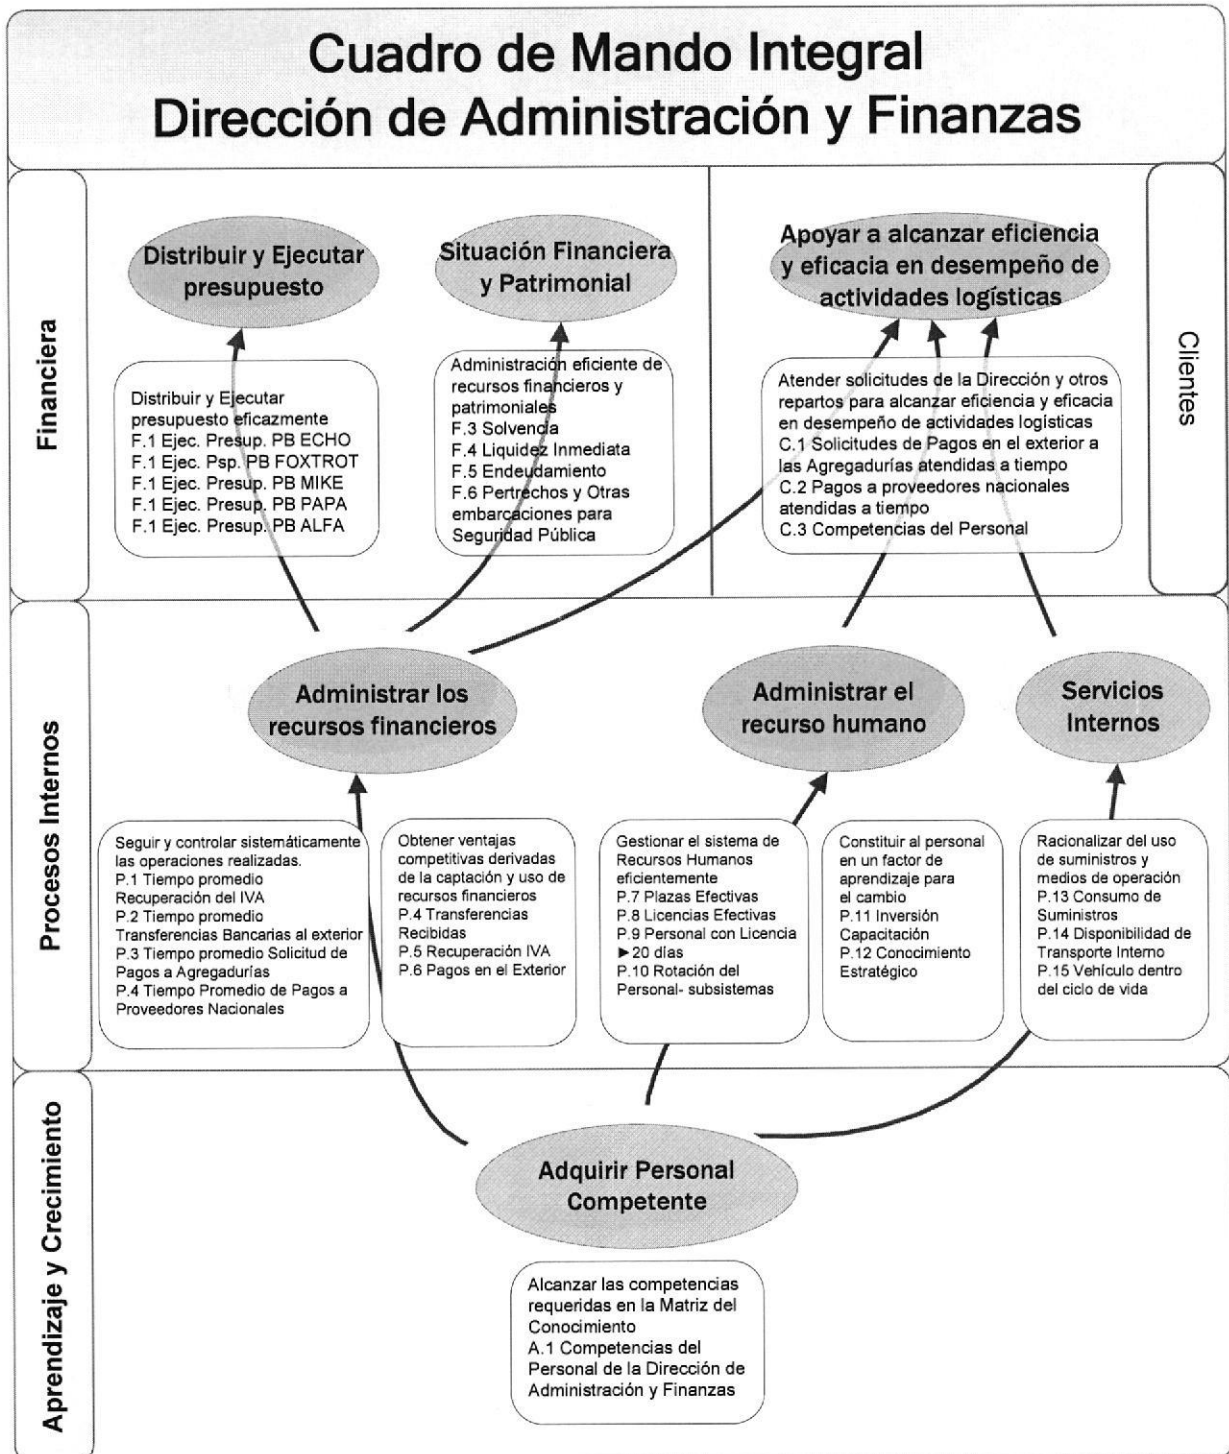 Cuadro de Mando Integral
Dirección de Administración y Finanzas
Financiera
Distribuir y Ejecutar
presupuesto
Situación Financiera
y Patrimonial
Apoyar a alcanzar eficiencia
y eficacia en desempeño de
actividades logísticas
Clientes
Distribuir y Ejecutar
presupuesto eficazmente
F.1 Ejec. Presup. PB ECHO
F.1 Ejec. Psp. PB FOXTROT
F.1 Ejec. Presup. PB MIKE
F.1 Ejec. Presup. PB PAPA
F.1 Ejec. Presup. PB ALFA
Administración eficiente de
recursos financieros y
patrimoniales
F.3 Solvencia
F.4 Liquidez Inmediata
F.5 Endeudamiento
F.6 Pertrechos y Otras
embarcaciones para
Seguridad Pública
Atender solicitudes de la Dirección y otros
repartos para alcanzar eficiencia y eficacia
en desempeño de actividades logísticas
C.1 Solicitudes de Pagos en el exterior a
las Agregadurías atendidas a tiempo
C.2 Pagos a proveedores nacionales
atendidas a tiempo
C.3 Competencias del Personal
Procesos Internos
Administrar los
recursos financieros
Administrar el
recurso humano
Servicios
Internos
Seguir y controlar sistemáticamente
las operaciones realizadas.
P.1 Tiempo promedio
Recuperación del IVA
P.2 Tiempo promedio
Transferencias Bancarias al exterior
P.3 Tiempo promedio Solicitud de
Pagos a Agregadurías
P.4 Tiempo Promedio de Pagos a
Proveedores Nacionales
Obtener ventajas
competitivas derivadas
de la captación y uso de
recursos financieros
P.4 Transferencias
Recibidas
P.5 Recuperación IVA
P.6 Pagos en el Exterior
Gestionar el sistema de
Recursos Humanos
eficientemente
P.7 Plazas Efectivas
P.8 Licencias Efectivas
P.9 Personal con Licencia
►20 días
P.10 Rotación del
Personal- subsistemas
Constituir al personal
en un factor de
aprendizaje para
el cambio
P.11 Inversión
Capacitación
P.12 Conocimiento
Estratégico
Racionalizar del uso
de suministros y
medios de operación
P.13 Consumo de
Suministros
P.14 Disponibilidad de
Transporte Interno
P.15 Vehículo dentro
del ciclo de vida
Aprendizaje y Crecimiento
Adquirir Personal
Competente
Alcanzar las competencias
requeridas en la Matriz del
Conocimiento
A.1 Competencias del
Personal de la Dirección de
Administración y Finanzas